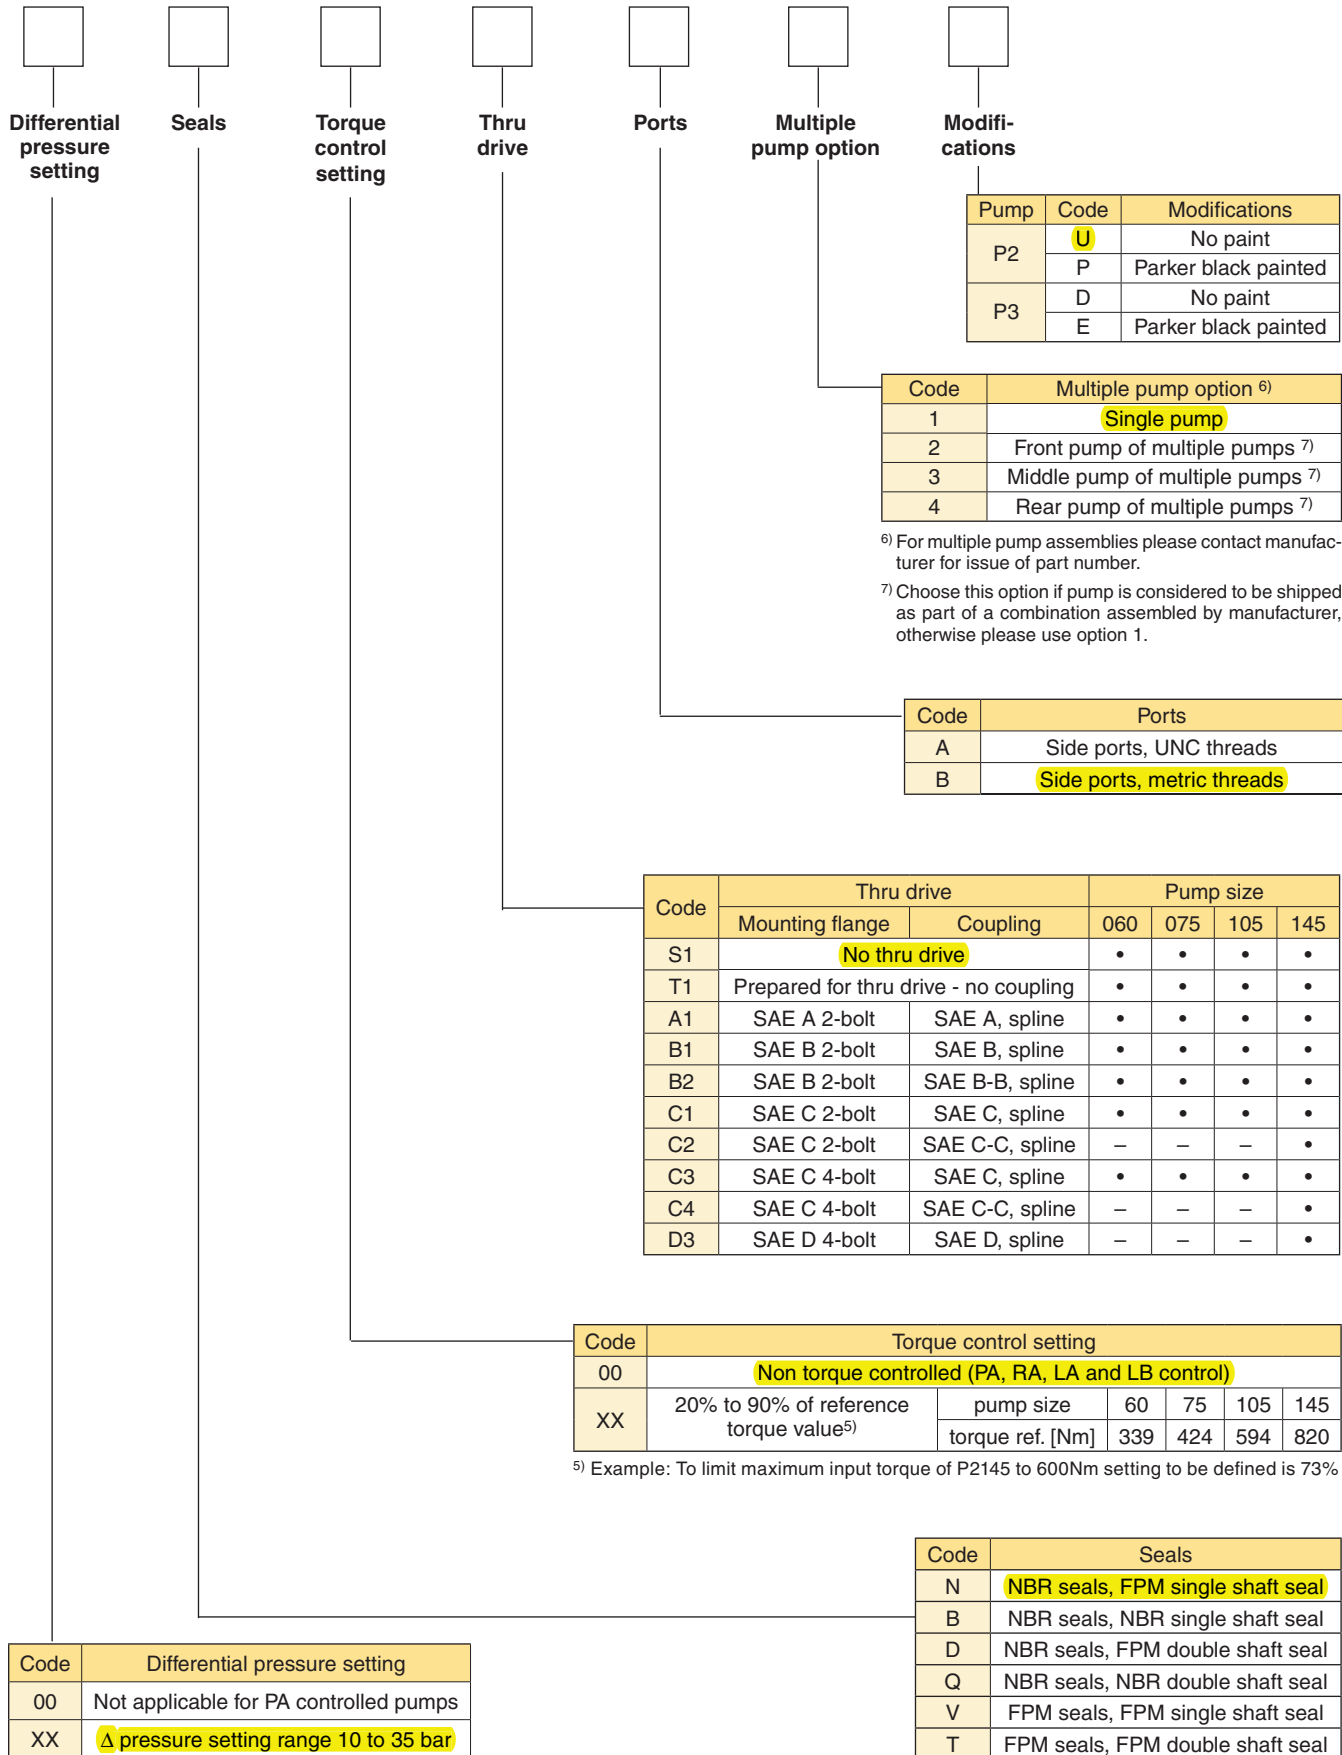 Differential pressure setting
Seals
Torque control setting
Thru drive
Ports
Multiple pump option
Modifi-
cations
Pump Code Modifications
P2 U No paint
P Parker black painted
P3 D No paint
E Parker black painted
Code Multiple pump option 6)
1 Single pump
2 Front pump of multiple pumps 7)
3 Middle pump of multiple pumps 7)
4 Rear pump of multiple pumps 7)
6) For multiple pump assemblies please contact manufac-
turer for issue of part number.
7) Choose this option if pump is considered to be shipped
as part of a combination assembled by manufacturer,
otherwise please use option 1.
Code Ports
A Side ports, UNC threads
B Side ports, metric threads
Code Thru drive Pump size
Mounting flange Coupling 060 075 105 145
S1 No thru drive • • • •
T1 Prepared for thru drive - no coupling • • • •
A1 SAE A 2-bolt SAE A, spline • • • •
B1 SAE B 2-bolt SAE B, spline • • • •
B2 SAE B 2-bolt SAE B-B, spline • • • •
C1 SAE C 2-bolt SAE C, spline • • • •
C2 SAE C 2-bolt SAE C-C, spline – – – •
C3 SAE C 4-bolt SAE C, spline • • • •
C4 SAE C 4-bolt SAE C-C, spline – – – •
D3 SAE D 4-bolt SAE D, spline – – – •
Code Torque control setting
00 Non torque controlled (PA, RA, LA and LB control)
XX 20% to 90% of reference torque value5) pump size 60 75 105 145
torque ref. [Nm] 339 424 594 820
5) Example: To limit maximum input torque of P2145 to 600Nm setting to be defined is 73%
Code Seals
N NBR seals, FPM single shaft seal
B NBR seals, NBR single shaft seal
D NBR seals, FPM double shaft seal
Q NBR seals, NBR double shaft seal
V FPM seals, FPM single shaft seal
T FPM seals, FPM double shaft seal
Code Differential pressure setting
00 Not applicable for PA controlled pumps
XX Δ pressure setting range 10 to 35 bar